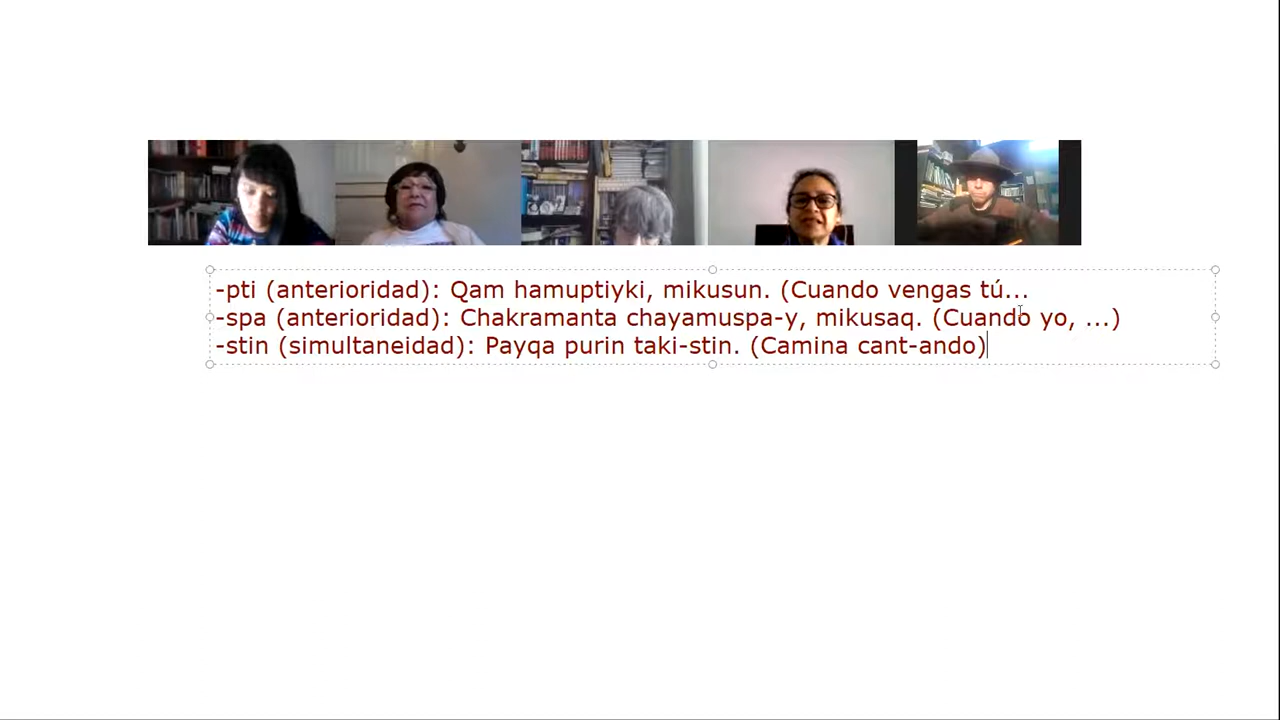 -pti (anterioridad): Qam hamuptiyki, mikusun. (Cuando vengas tú...
-spa (anterioridad): Chakramanta chayamuspa-y, mikusaq. (Cuando yo, ...)
-stin (simultaneidad): Payqa purin taki-stin. (Camina cant-ando)